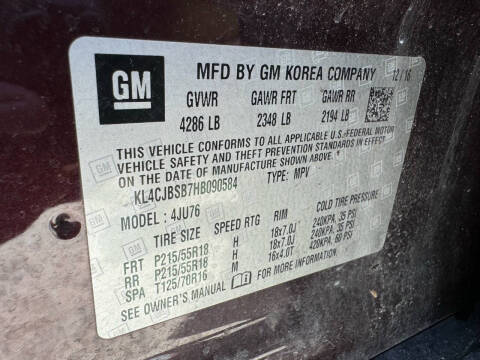 GM
MFD BY GM KOREA COMPANY 12/16
GVWR GAWR FRT GAWR RR
4286 LB 2348 LB 2194 LB
THIS VEHICLE CONFORMS TO ALL APPLICABLE U.S. FEDERAL MOTOR
VEHICLE SAFETY AND THEFT PREVENTION STANDARDS IN EFFECT
ON THE DATE OF MANUFACTURE SHOWN ABOVE.
KL4CJBSB7HB090584 TYPE: MPV
MODEL: 4JU76
TIRE SIZE SPEED RTG RIM COLD TIRE PRESSURE
FRT P215/55R18 H 18x7.0J 240KPA, 35 PSI
RR P215/55R18 H 18x7.0J 240KPA, 35 PSI
SPA T125/70R16 M 16x4.0T 420KPA, 60 PSI
SEE OWNER'S MANUAL FOR MORE INFORMATION